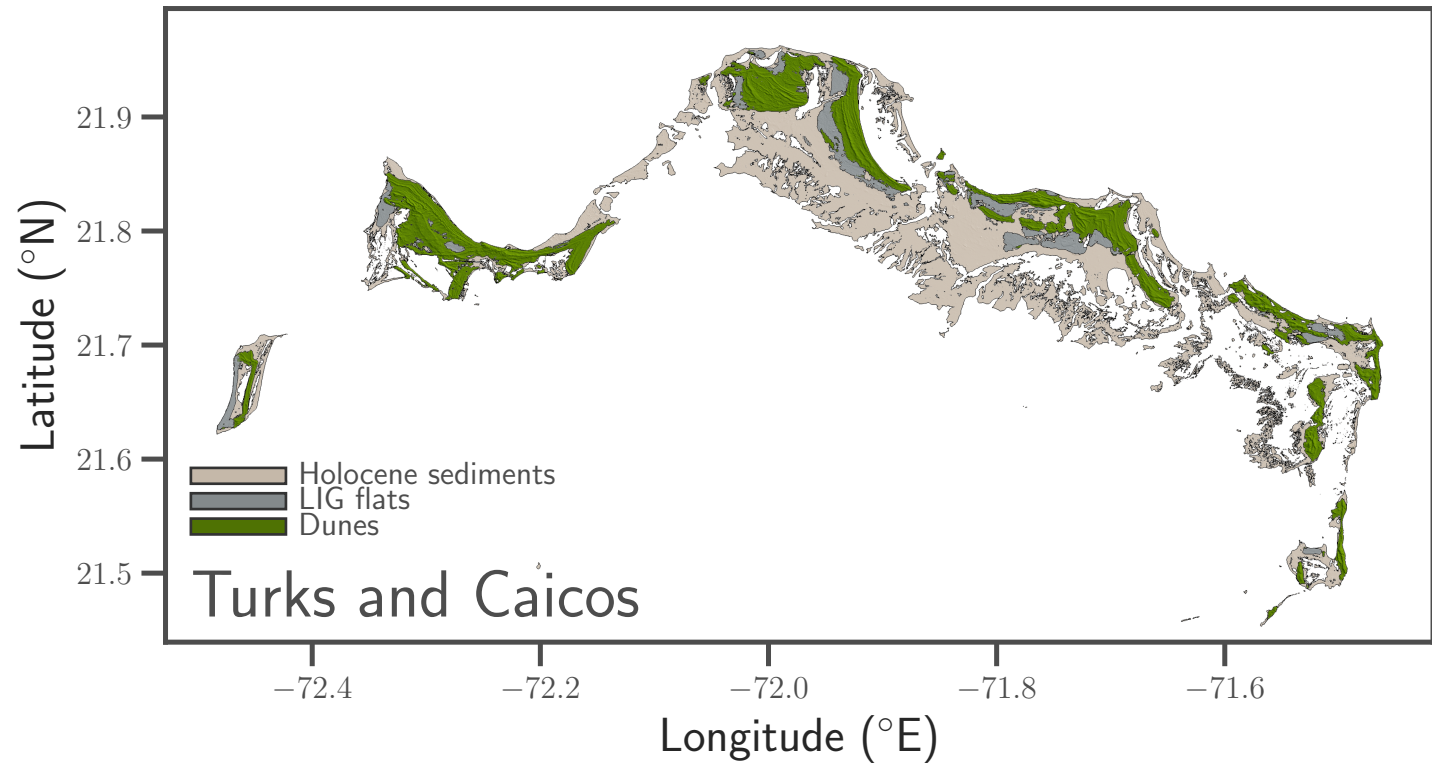 21.9
21.8
21.7
21.6
21.5
Latitude (°N)
Holocene sediments
LIG flats
Dunes
Turks and Caicos
−72.4
−72.2
−72.0
−71.8
−71.6
Longitude (°E)